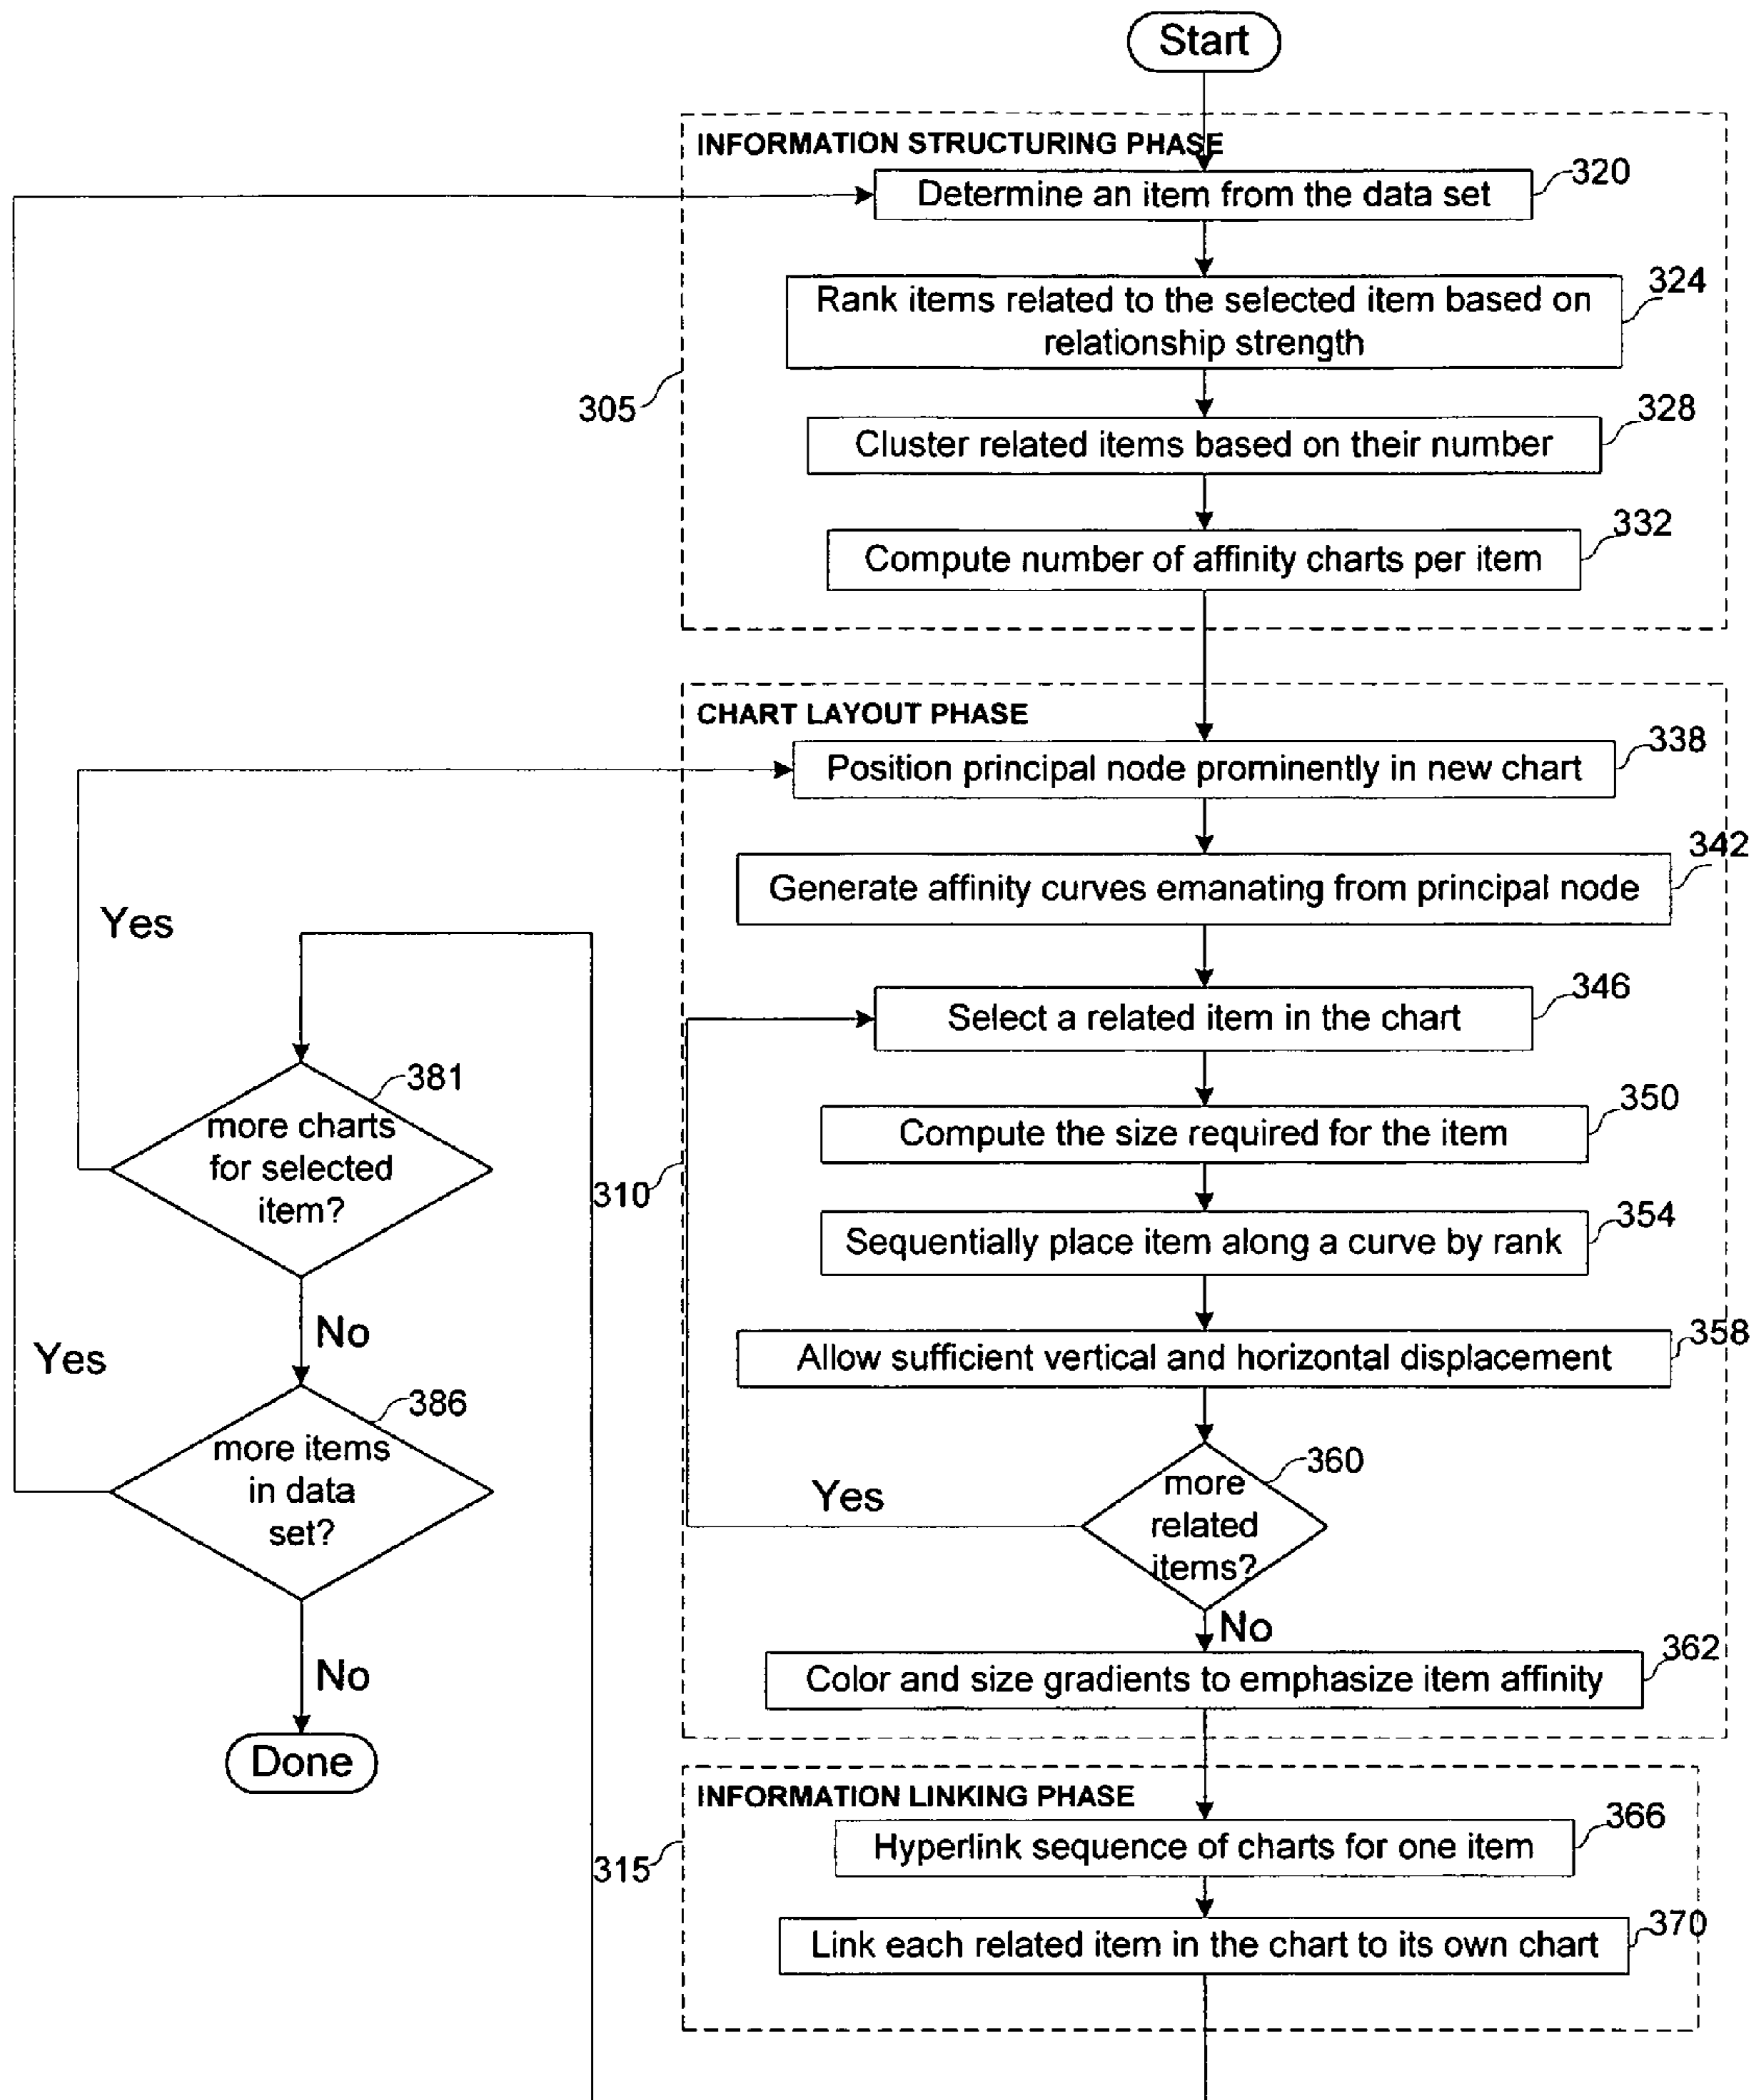 Start
INFORMATION STRUCTURING PHASE
Determine an item from the data set
320
Rank items related to the selected item based on
relationship strength
324
305
Cluster related items based on their number
328
Compute number of affinity charts per item
332
CHART LAYOUT PHASE
Position principal node prominently in new chart
338
Generate affinity curves emanating from principal node
342
Yes
Select a related item in the chart
346
381
more charts
for selected
item?
Compute the size required for the item
350
310
Sequentially place item along a curve by rank
354
No
Yes
Allow sufficient vertical and horizontal displacement
358
386
more items
in data
set?
360
more
related
items?
Yes
No
Color and size gradients to emphasize item affinity
362
No
Done
INFORMATION LINKING PHASE
315
Hyperlink sequence of charts for one item
366
Link each related item in the chart to its own chart
370